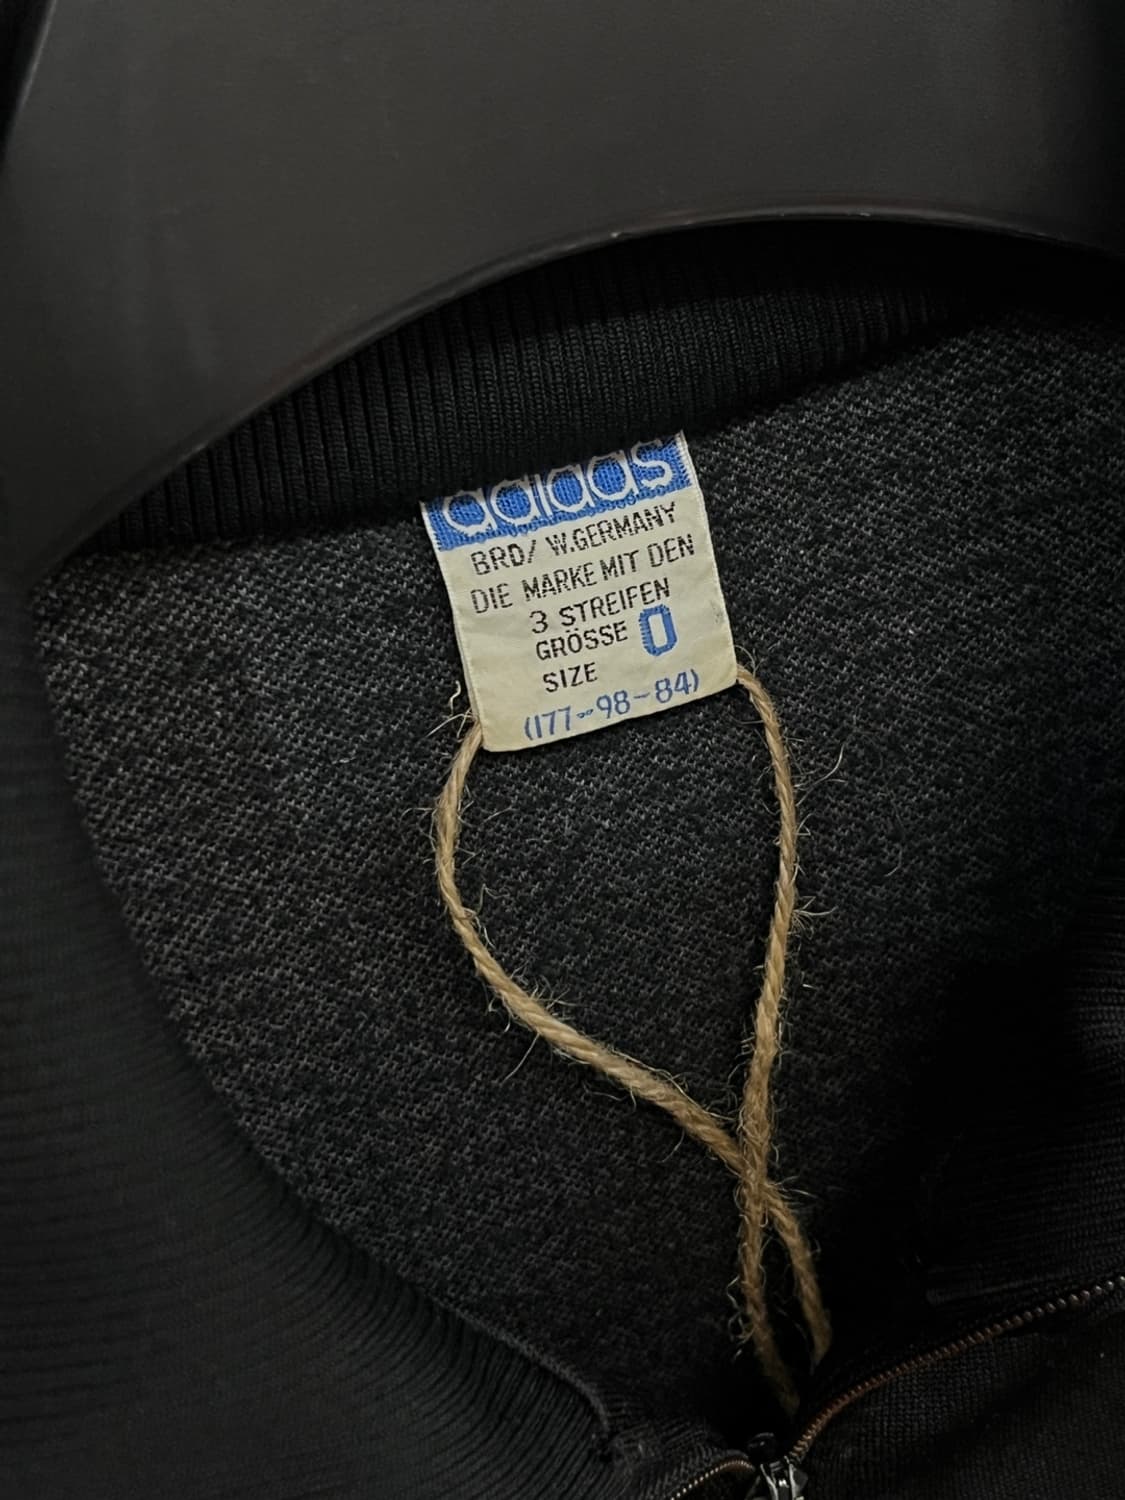 adidas
BRD/ W.GERMANY
DIE MARKE MIT DEN
3 STREIFEN
GRÖSSE 0
SIZE
(177-98-84)